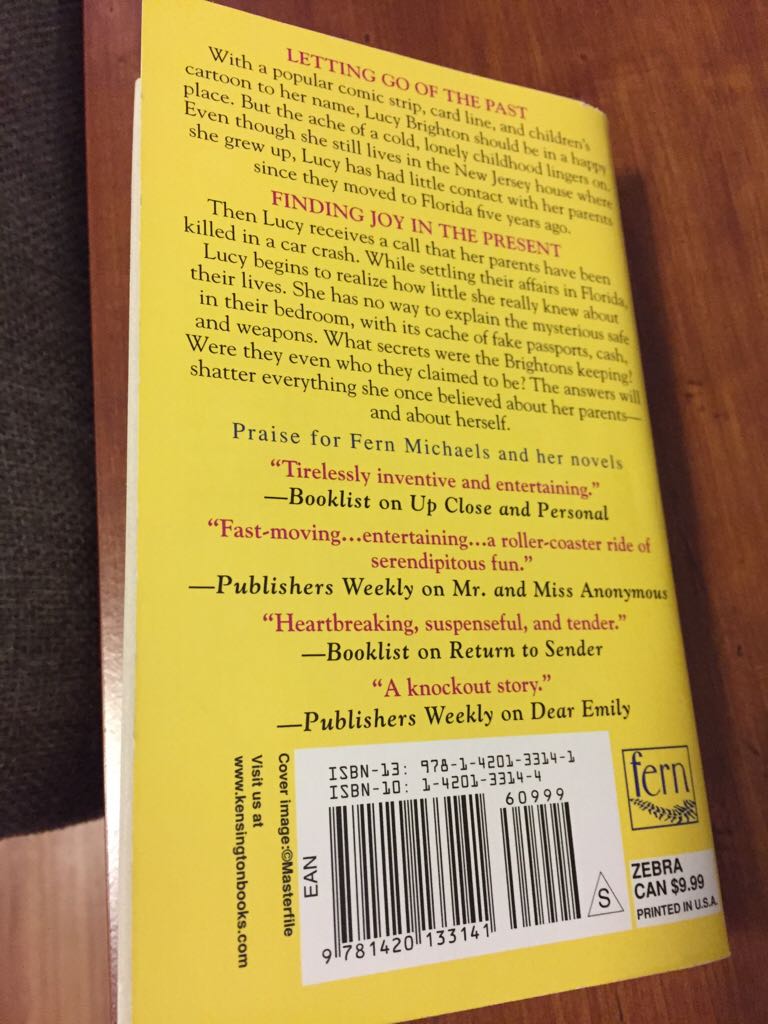 LETTING GO OF THE PAST
With a popular comic strip, card line, and children's
cartoon to her name, Lucy Brighton should be in a happy
place. But the ache of a cold, lonely childhood lingers on.
Even though she still lives in the New Jersey house where
she grew up, Lucy has had little contact with her parents
since they moved to Florida five years ago.
FINDING JOY IN THE PRESENT
Then Lucy receives a call that her parents have been
killed in a car crash. While settling their affairs in Florida,
Lucy begins to realize how little she really knew about
their lives. She has no way to explain the mysterious safe
in their bedroom, with its cache of fake passports, cash,
and weapons. What secrets were the Brightons keeping?
Were they even who they claimed to be? The answers will
shatter everything she once believed about her parents—
and about herself.
Praise for Fern Michaels and her novels
“Tirelessly inventive and entertaining.”
—Booklist on Up Close and Personal
“Fast-moving…entertaining…a roller-coaster ride of
serendipitous fun.”
—Publishers Weekly on Mr. and Miss Anonymous
“Heartbreaking, suspenseful, and tender.”
—Booklist on Return to Sender
“A knockout story.”
—Publishers Weekly on Dear Emily
Visit us at
www.kensingtonbooks.com
Cover image:©Masterfile
EAN
ISBN-13: 978-1-4201-3314-1
ISBN-10: 1-4201-3314-4
60999
9 781420 133141
S
fern
ZEBRA
CAN $9.99
PRINTED IN U.S.A.